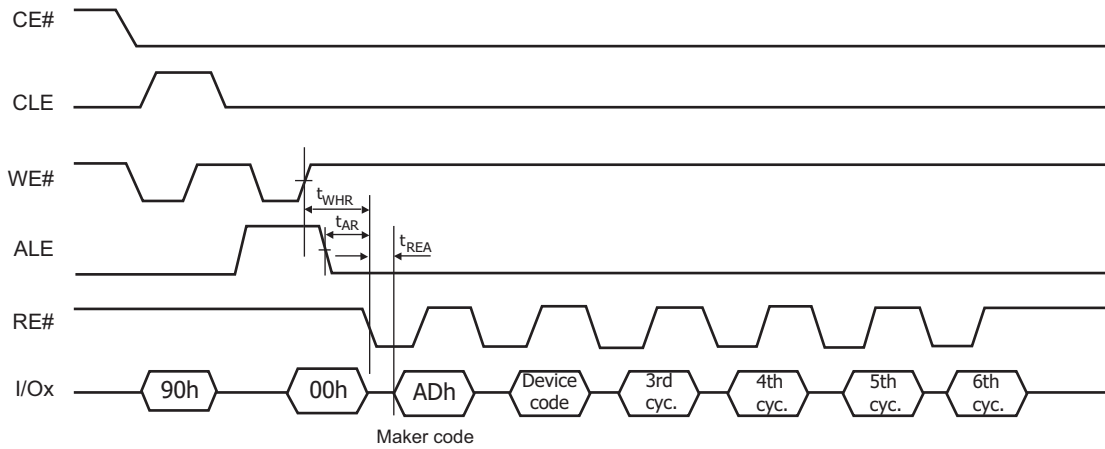 CE#
CLE
WE#
tWHR
tAR
ALE
tREA
RE#
I/Ox
90h
00h
ADh
Device
code
3rd
cyc.
4th
cyc.
5th
cyc.
6th
cyc.
Maker code